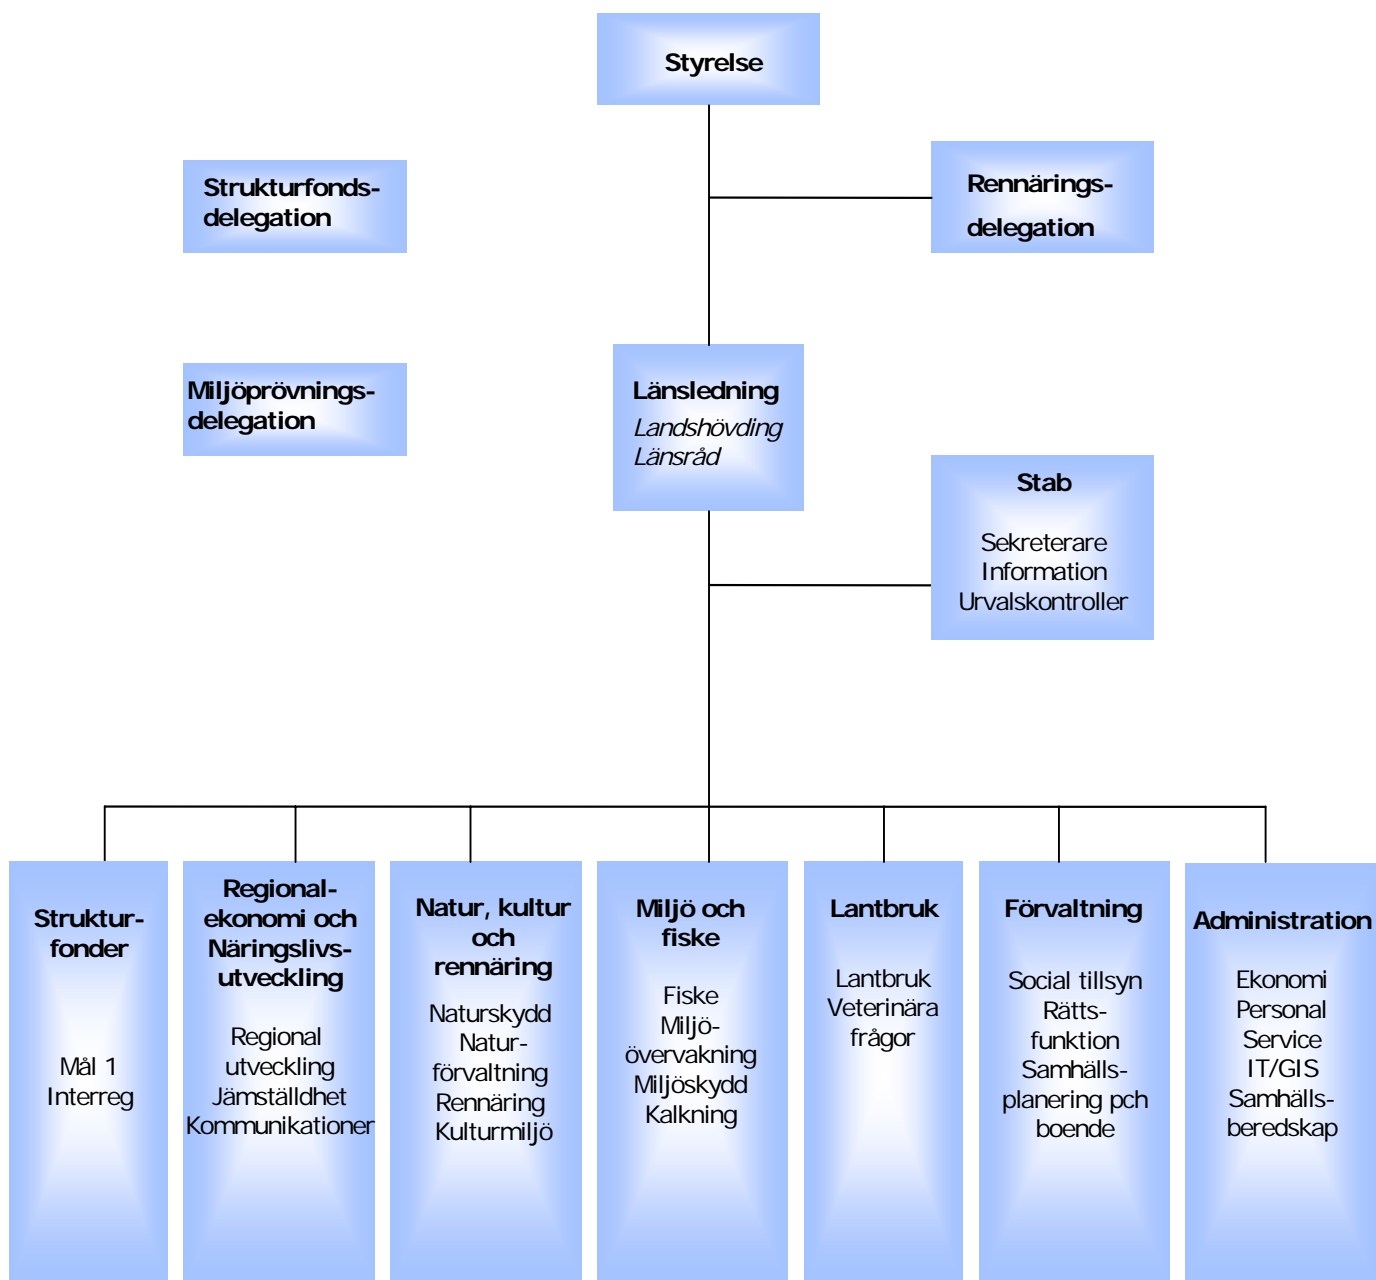 Styrelse
Strukturfonds-
delegation
Rennärings-
delegation
Miljöprövnings-
delegation
Länsledning
Landshövding
Länsråd
Stab
Sekreterare
Information
Urvalskontroller
Struktur-
fonder
Mål 1
Interreg
Regional-
ekonomi och
Näringslivs-
utveckling
Regional
utveckling
Jämställdhet
Kommunikationer
Natur, kultur
och
rennäring
Naturskydd
Natur-
förvaltning
Rennäring
Kulturmiljö
Miljö och
fiske
Fiske
Miljö-
övervakning
Miljöskydd
Kalkning
Lantbruk
Lantbruk
Veterinära
frågor
Förvaltning
Social tillsyn
Rätts-
funktion
Samhälls-
planering pch
boende
Administration
Ekonomi
Personal
Service
IT/GIS
Samhälls-
beredskap